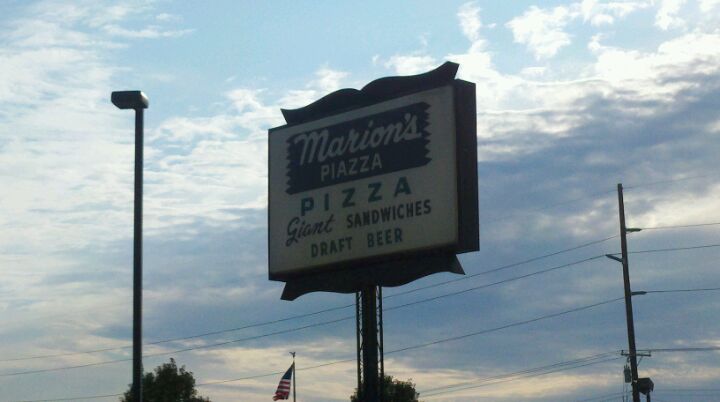 Marion's
PIAZZA
PIZZA
Giant SANDWICHES
DRAFT BEER